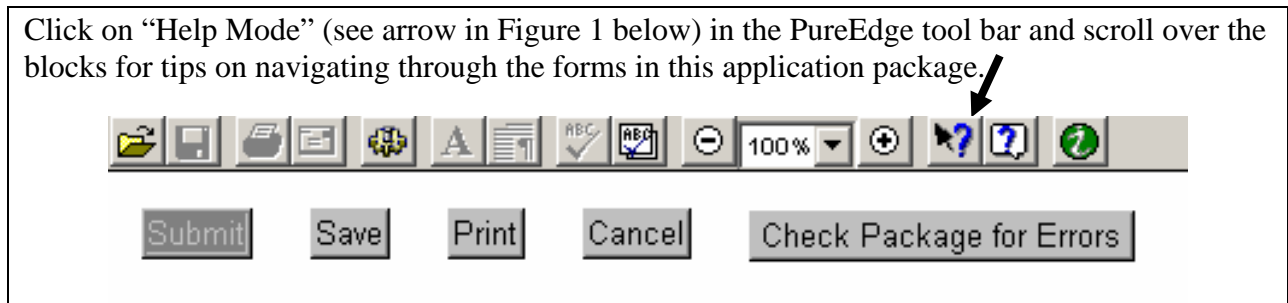 Click on “Help Mode” (see arrow in Figure 1 below) in the PureEdge tool bar and scroll over the
blocks for tips on navigating through the forms in this application package.
A ABC ABC 100% ? ? i
Submit Save Print Cancel Check Package for Errors